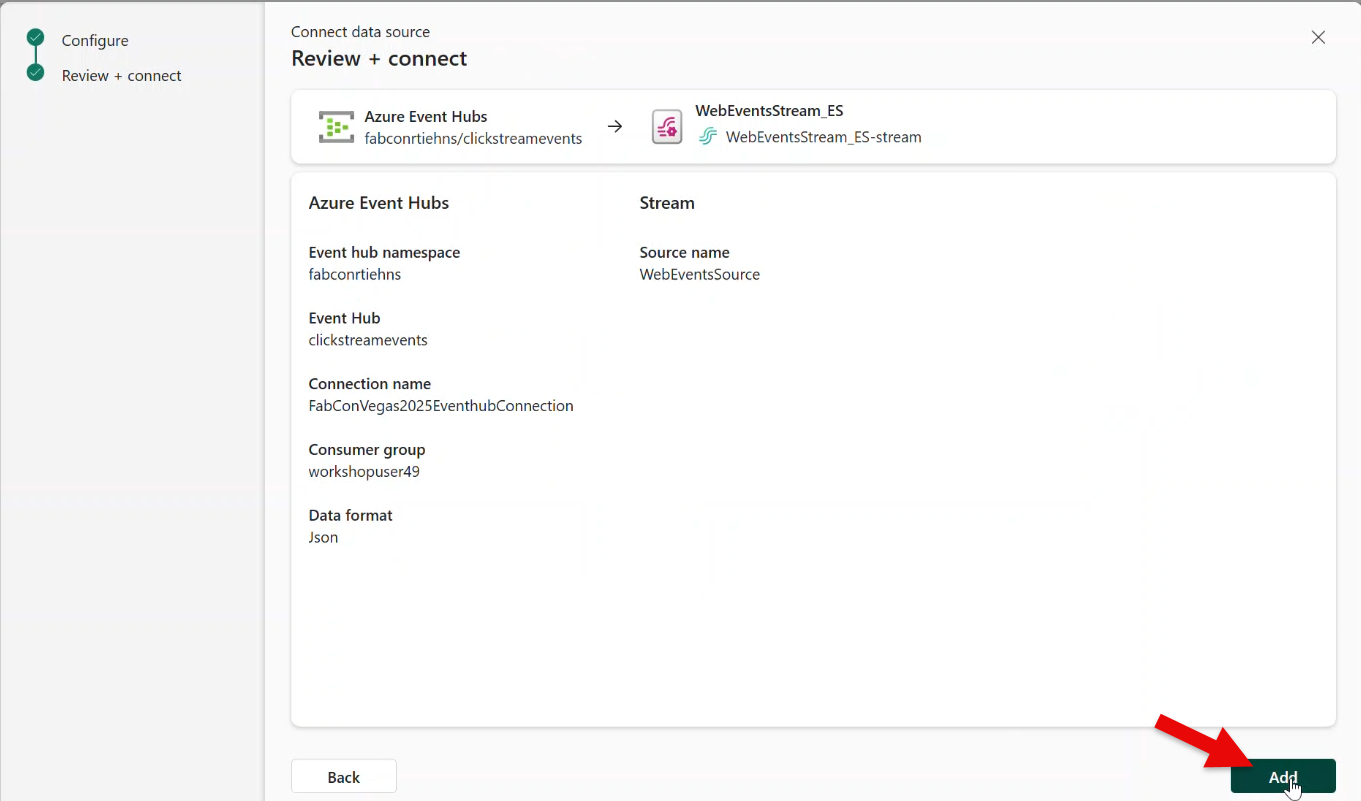 Configure
Review + connect
Connect data source
Review + connect
Azure Event Hubs
fabconrtiehns/clickstreamevents
WebEventsStream_ES
WebEventsStream_ES-stream
Azure Event Hubs
Event hub namespace
fabconrtiehns
Event Hub
clickstreamevents
Connection name
FabConVegas2025EventhubConnection
Consumer group
workshopuser49
Data format
Json
Stream
Source name
WebEventsSource
Back
Add